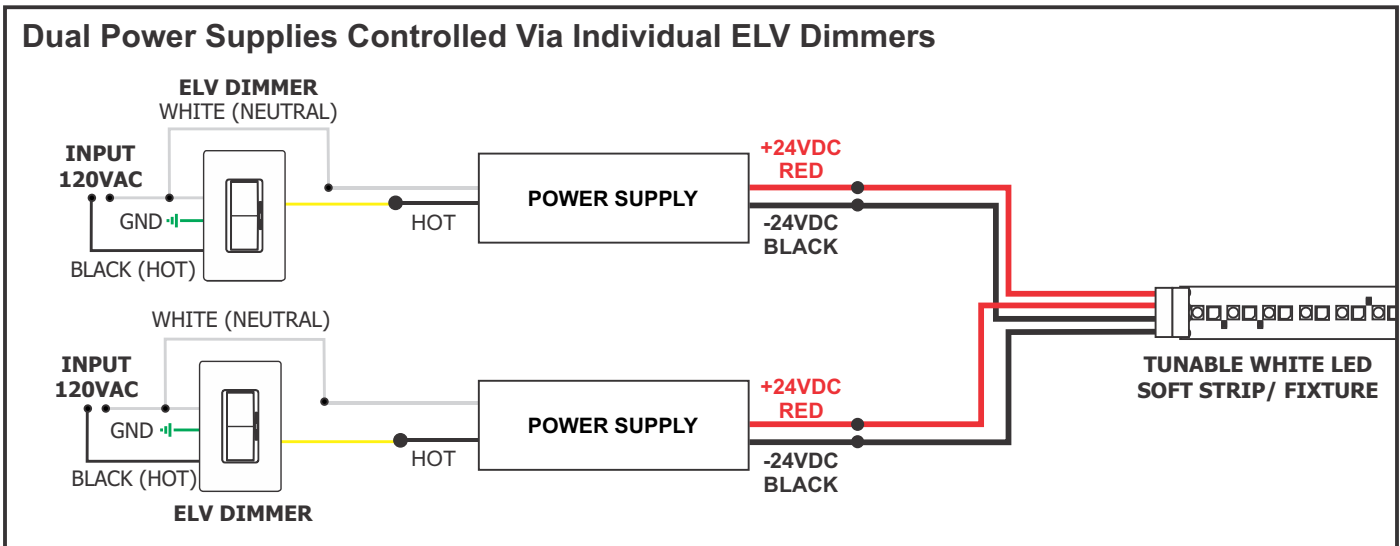 Dual Power Supplies Controlled Via Individual ELV Dimmers
ELV DIMMER
WHITE (NEUTRAL)
INPUT
120VAC
GND
BLACK (HOT)
HOT
POWER SUPPLY
+24VDC
RED
-24VDC
BLACK
WHITE (NEUTRAL)
INPUT
120VAC
GND
BLACK (HOT)
ELV DIMMER
HOT
POWER SUPPLY
+24VDC
RED
-24VDC
BLACK
TUNABLE WHITE LED
SOFT STRIP/ FIXTURE